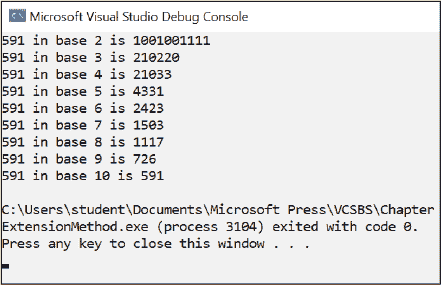 Microsoft Visual Studio Debug Console
591 in base 2 is 1001001111
591 in base 3 is 210220
591 in base 4 is 21033
591 in base 5 is 4331
591 in base 6 is 2423
591 in base 7 is 1503
591 in base 8 is 1117
591 in base 9 is 726
591 in base 10 is 591
C:\Users\student\Documents\Microsoft Press\VCSBS\Chapter
ExtensionMethod.exe (process 3104) exited with code 0.
Press any key to close this window . . .